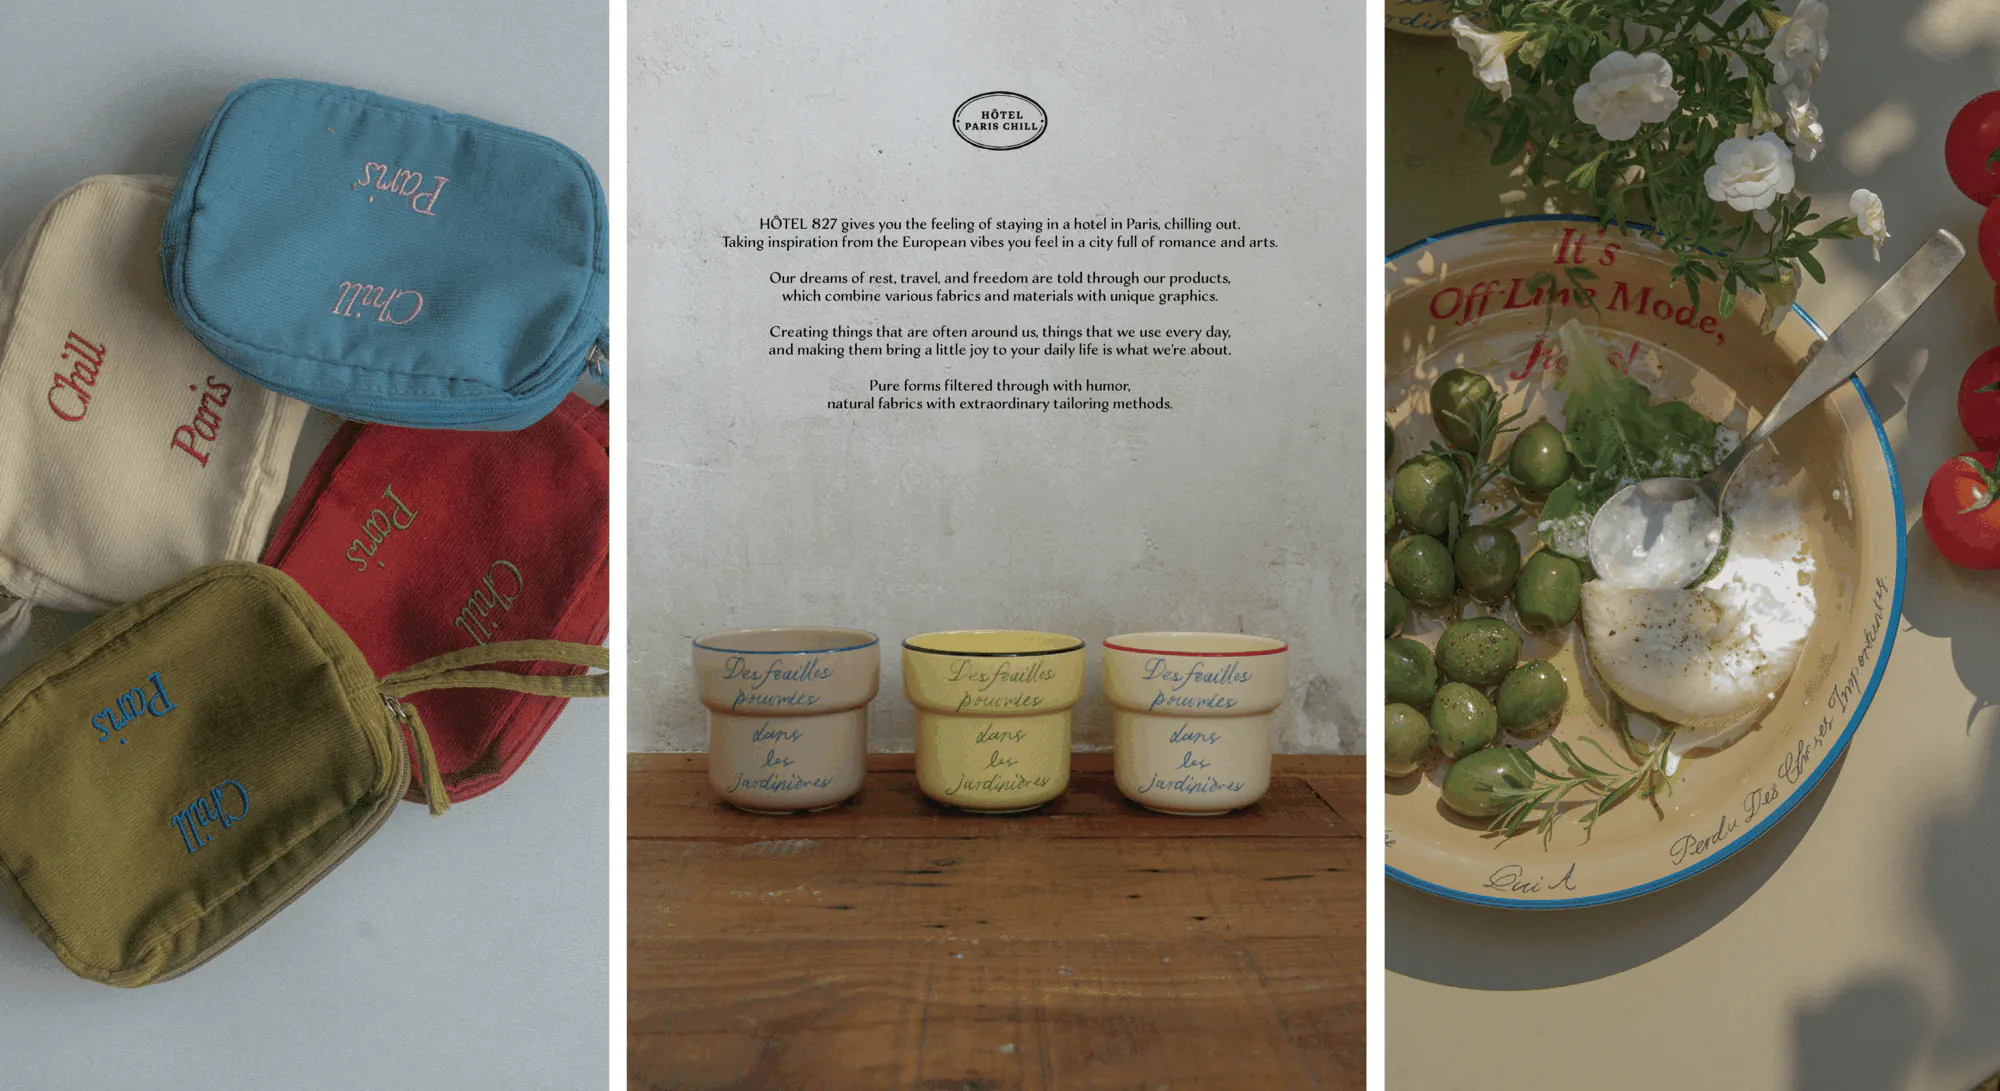 Paris
Chill
Chill
Paris
Paris
Chill
Paris
Chill
HÔTEL
PARIS CHILL
HÔTEL 827 gives you the feeling of staying in a hotel in Paris, chilling out.
Taking inspiration from the European vibes you feel in a city full of romance and arts.
Our dreams of rest, travel, and freedom are told through our products,
which combine various fabrics and materials with unique graphics.
Creating things that are often around us, things that we use every day,
and making them bring a little joy to your daily life is what we're about.
Pure forms filtered through with humor,
natural fabrics with extraordinary tailoring methods.
Des feuilles
dans
les
jardinières
Des feuilles
dans
les
jardinières
Des feuilles
dans
les
jardinières
It's
Off-Line Mode,
Qui A
Perdu Des Choses Importantes.